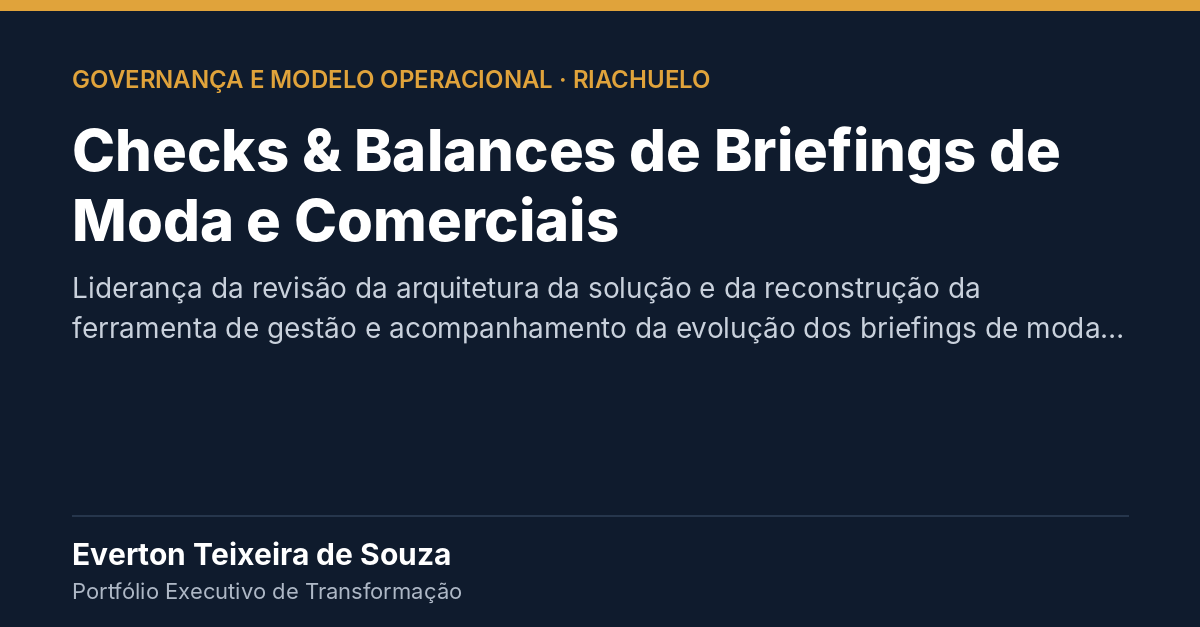 GOVERNANÇA E MODELO OPERACIONAL · RIACHUELO
Checks & Balances de Briefings de
Moda e Comerciais
Liderança da revisão da arquitetura da solução e da reconstrução da
ferramenta de gestão e acompanhamento da evolução dos briefings de moda...
Everton Teixeira de Souza
Portfólio Executivo de Transformação